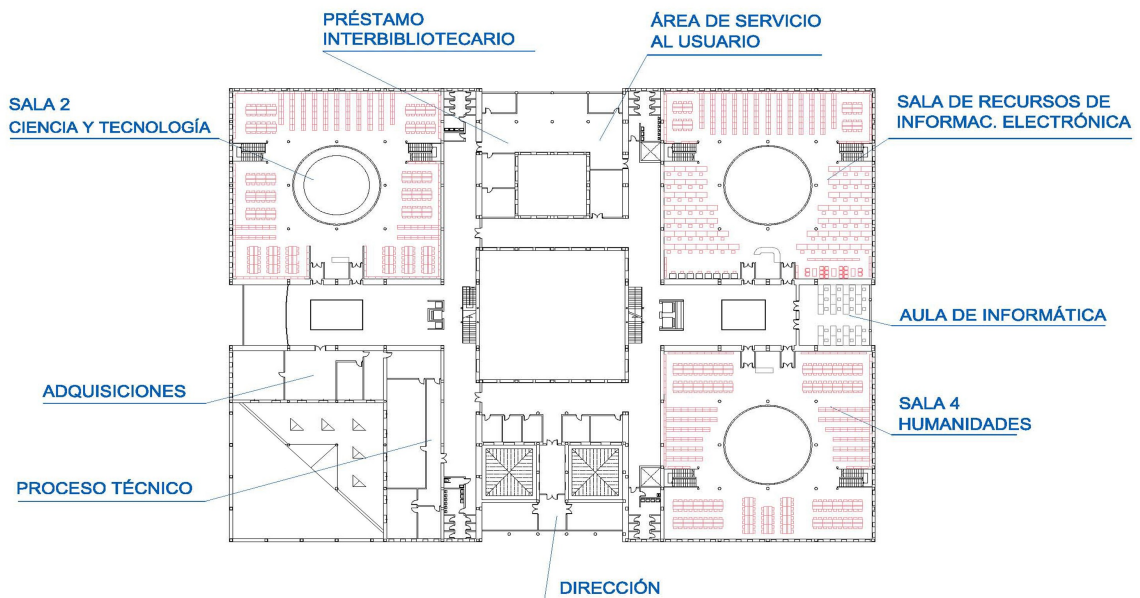 PRÉSTAMO
INTERBIBLIOTECARIO
ÁREA DE SERVICIO
AL USUARIO
SALA 2
CIENCIA Y TECNOLOGÍA
SALA DE RECURSOS DE
INFORMAC. ELECTRÓNICA
AULA DE INFORMÁTICA
ADQUISICIONES
SALA 4
HUMANIDADES
PROCESO TÉCNICO
DIRECCIÓN